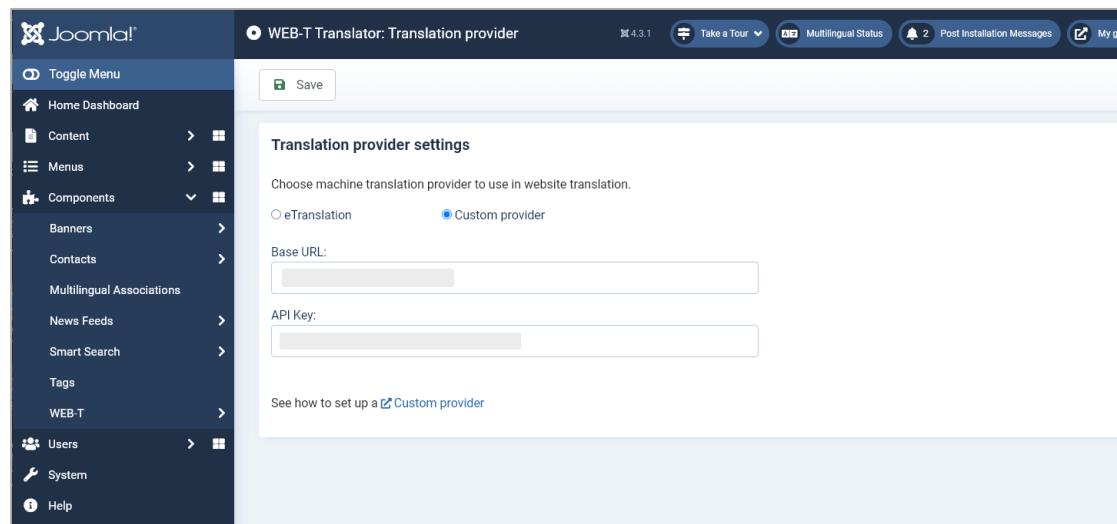 Joomla!
WEB-T Translator: Translation provider
4.3.1
Take a Tour
Multilingual Status
2 Post Installation Messages
Toggle Menu
Save
Home Dashboard
Content
Menus
Components
Banners
Contacts
Multilingual Associations
News Feeds
Smart Search
Tags
WEB-T
Users
System
Help
Translation provider settings
Choose machine translation provider to use in website translation.
eTranslation
Custom provider
Base URL:
API Key:
See how to set up a Custom provider